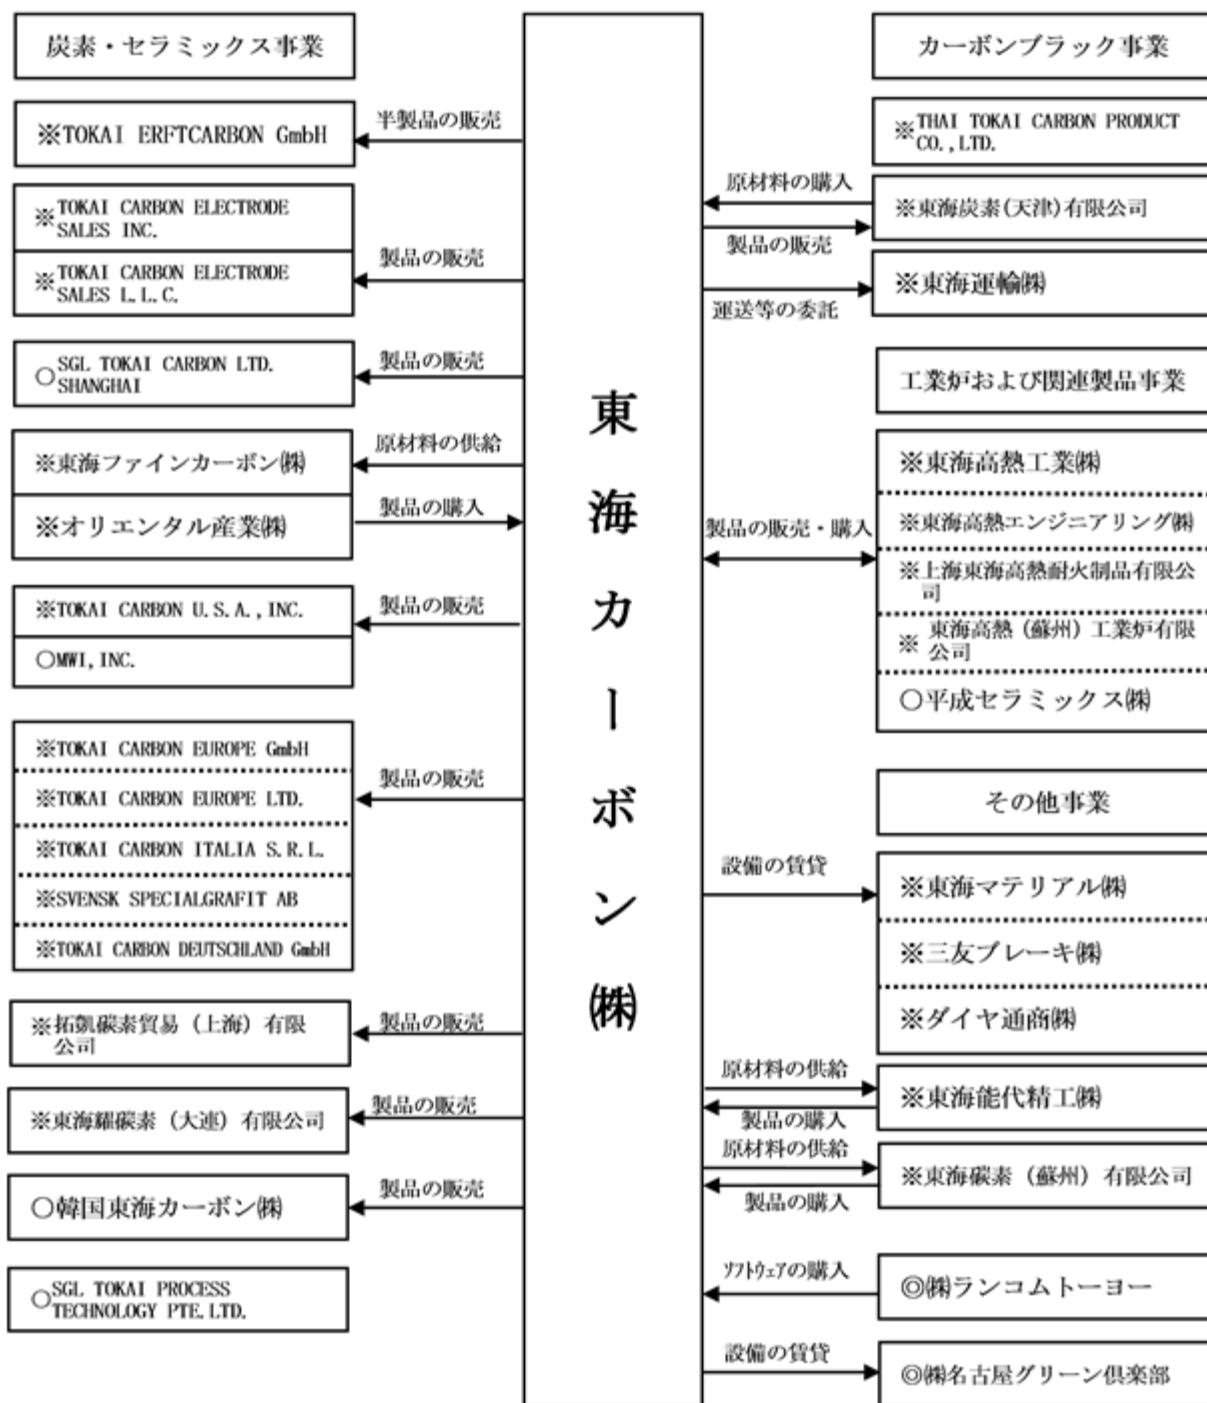 炭素・セラミックス事業
※TOKAI ERFTCARBON GmbH
半製品の販売
※TOKAI CARBON ELECTRODE
SALES INC.
※TOKAI CARBON ELECTRODE
SALES L.L.C.
製品の販売
○SGL TOKAI CARBON LTD.
SHANGHAI
製品の販売
※東海ファインカーボン㈱
原材料の供給
※オリエンタル産業㈱
製品の購入
※TOKAI CARBON U.S.A.,INC.
○MWI,INC.
製品の販売
※TOKAI CARBON EUROPE GmbH
※TOKAI CARBON EUROPE LTD.
※TOKAI CARBON ITALIA S.R.L.
※SVENSK SPECIALGRAFIT AB
※TOKAI CARBON DEUTSCHLAND GmbH
製品の販売
※拓凱碳素貿易（上海）有限
公司
製品の販売
※東海耀碳素（大連）有限公司
製品の販売
○韓国東海カーボン㈱
製品の販売
○SGL TOKAI PROCESS
TECHNOLOGY PTE.LTD.
東海カーボン㈱
カーボンブラック事業
※THAI TOKAI CARBON PRODUCT
CO.,LTD.
原材料の購入
※東海炭素(天津)有限公司
製品の販売
※東海運輸㈱
運送等の委託
工業炉および関連製品事業
※東海高熱工業㈱
※東海高熱エンジニアリング㈱
製品の販売・購入
※上海東海高熱耐火制品有限公
司
※東海高熱（蘇州）工業炉有限
公司
○平成セラミックス㈱
その他事業
設備の賃貸
※東海マテリアル㈱
※三友ブレーキ㈱
※ダイヤ通商㈱
原材料の供給
※東海能代精工㈱
製品の購入
原材料の供給
※東海碳素（蘇州）有限公司
製品の購入
ｿﾌﾄｳｪｱの購入
◎㈱ランコムトーヨー
設備の賃貸
◎㈱名古屋グリーン倶楽部